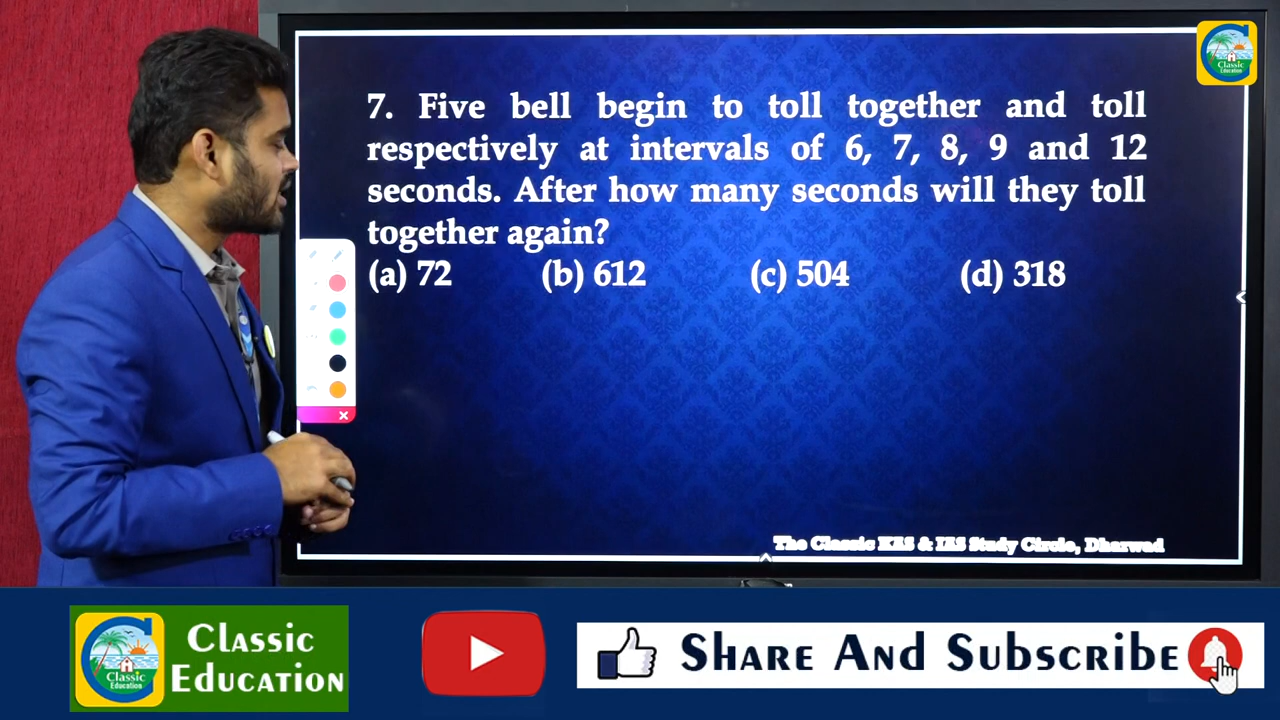 Classic
Education
7. Five bell begin to toll together and toll
respectively at intervals of 6, 7, 8, 9 and 12
seconds. After how many seconds will they toll
together again?
(a) 72 (b) 612 (c) 504 (d) 318
The Classic KAS & IAS Study Circle, Dharwad
Classic
Education
Classic
Education
Share And Subscribe